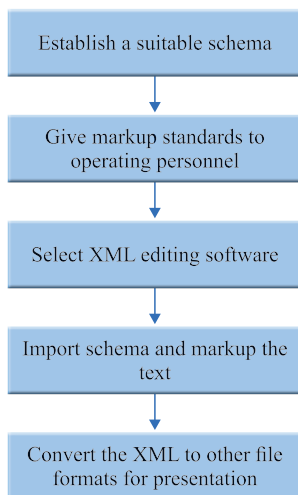 Establish a suitable schema
Give markup standards to
operating personnel
Select XML editing software
Import schema and markup the
text
Convert the XML to other file
formats for presentation